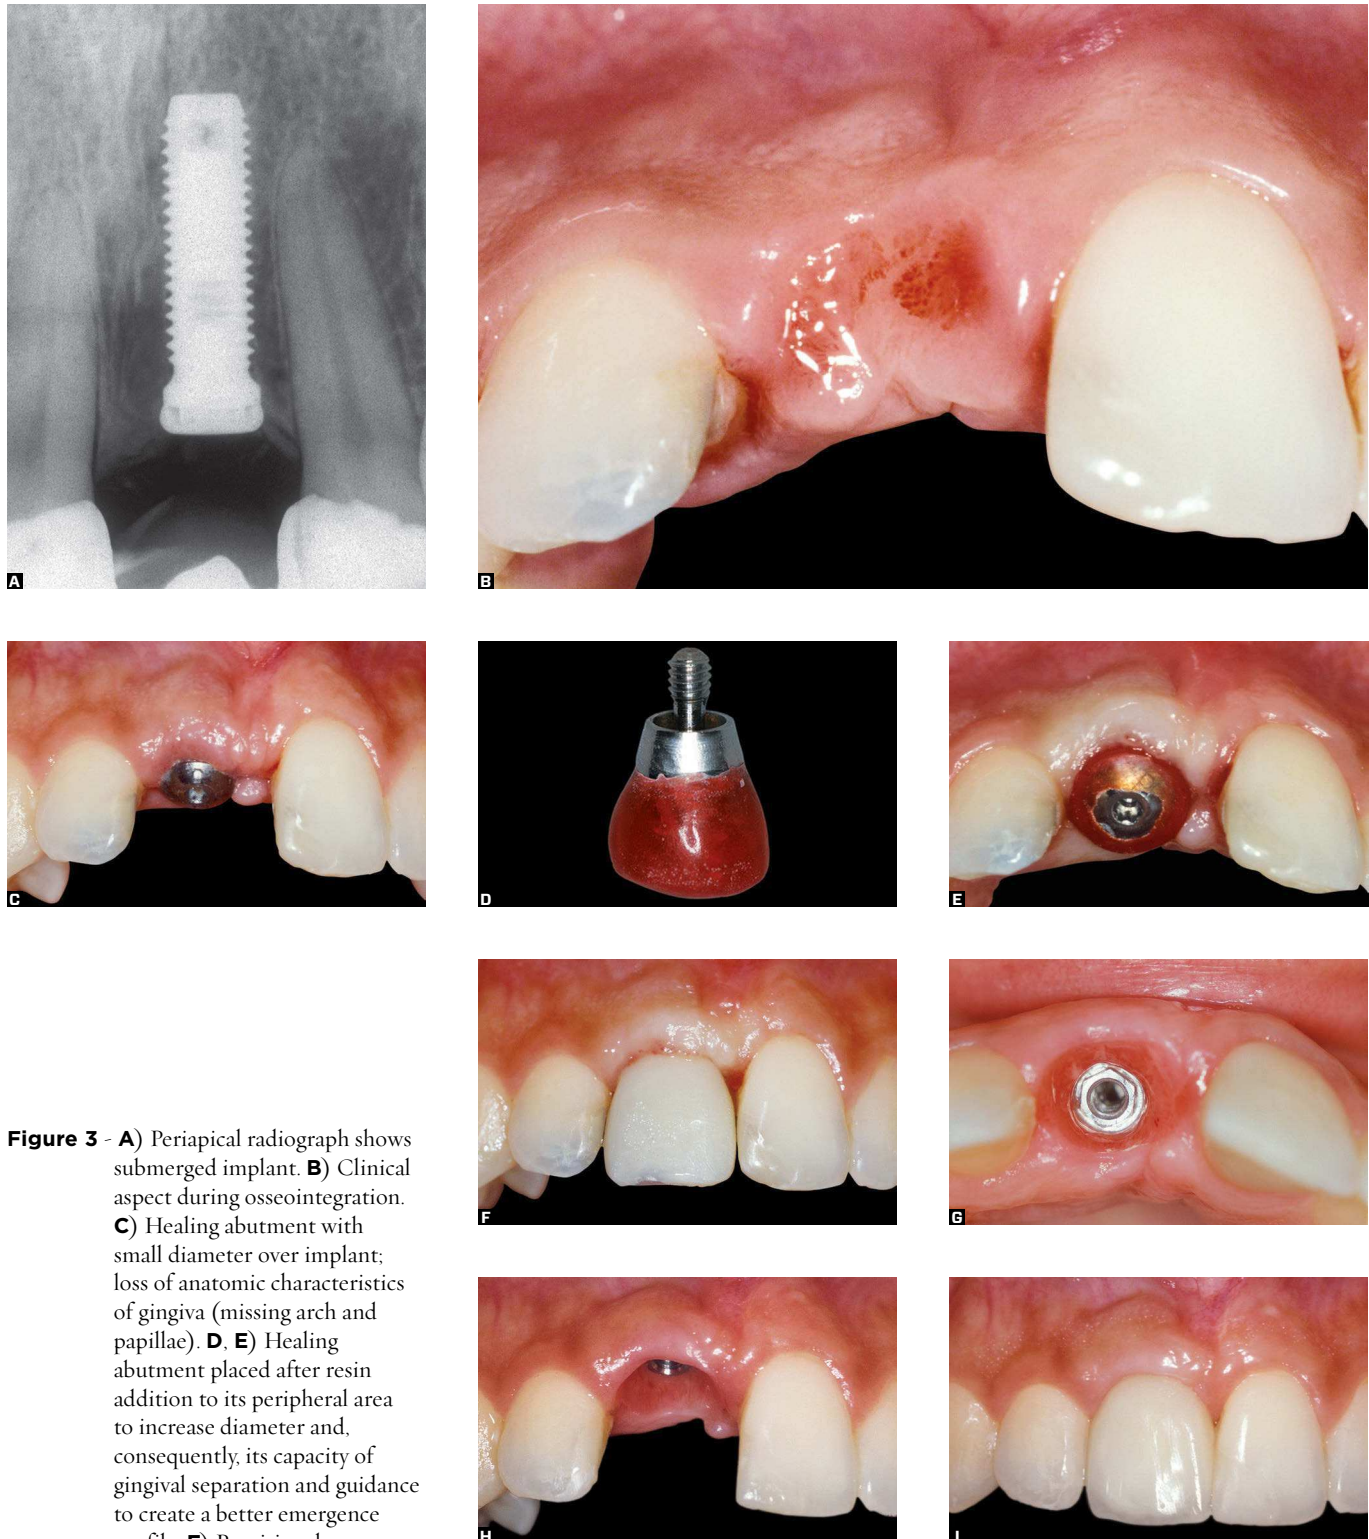 A
B
C
D
E
F
G
Figure 3 - A) Periapical radiograph shows
submerged implant. B) Clinical
aspect during osseointegration.
C) Healing abutment with
small diameter over implant;
loss of anatomic characteristics
of gingiva (missing arch and
papillae). D, E) Healing
abutment placed after resin
addition to its peripheral area
to increase diameter and,
consequently, its capacity of
gingival separation and guidance
to create a better emergence
H
I